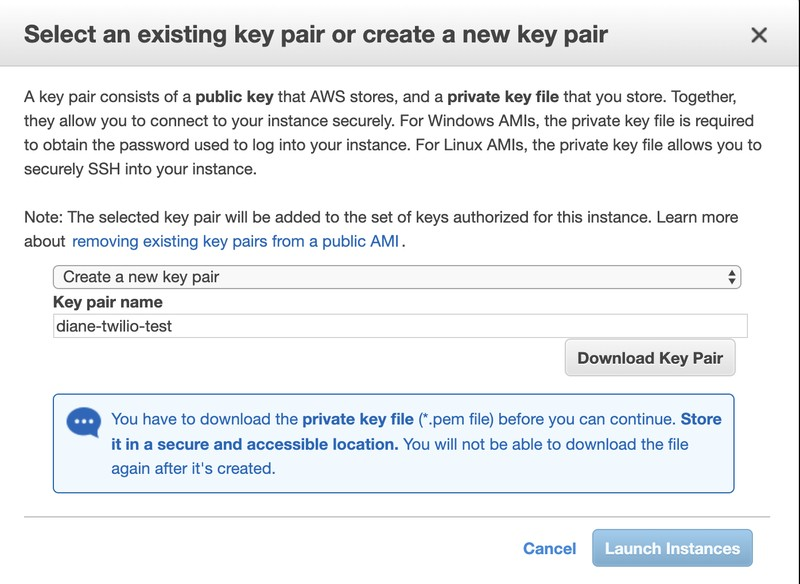 Select an existing key pair or create a new key pair
A key pair consists of a public key that AWS stores, and a private key file that you store. Together,
they allow you to connect to your instance securely. For Windows AMIs, the private key file is required
to obtain the password used to log into your instance. For Linux AMIs, the private key file allows you to
securely SSH into your instance.
Note: The selected key pair will be added to the set of keys authorized for this instance. Learn more
about removing existing key pairs from a public AMI.
Create a new key pair
Key pair name
diane-twilio-test
Download Key Pair
You have to download the private key file (*.pem file) before you can continue. Store
it in a secure and accessible location. You will not be able to download the file
again after it's created.
Cancel Launch Instances